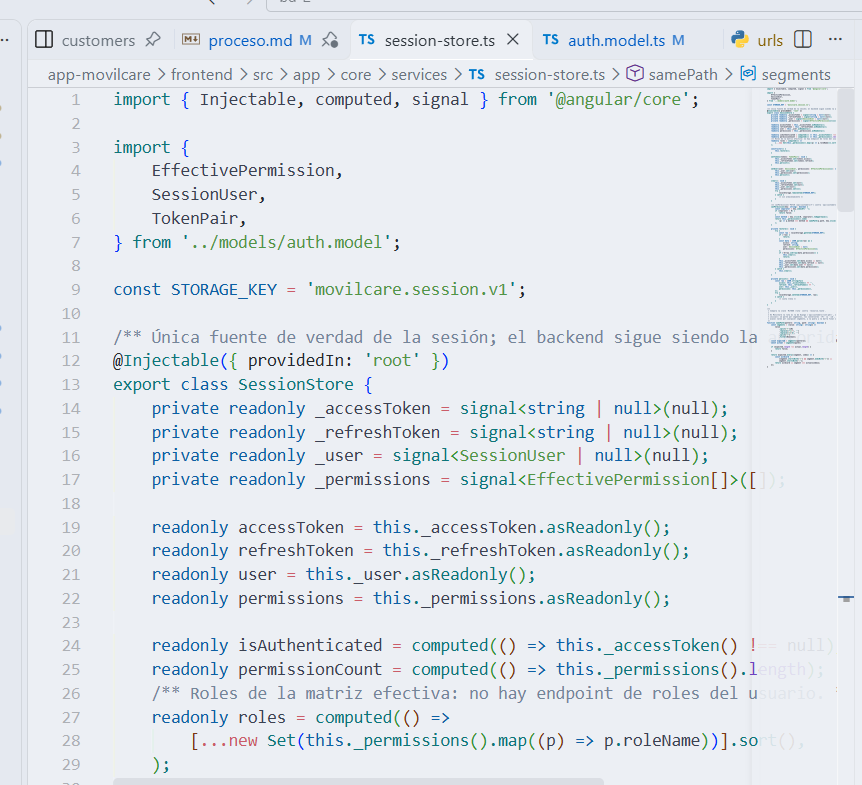 customers proceso.md M TS session-store.ts TS auth.model.ts M urls
app-movilcare > frontend > src > app > core > services > TS session-store.ts > samePath > segments
1 import { Injectable, computed, signal } from '@angular/core';
2
3 import {
4 EffectivePermission,
5 SessionUser,
6 TokenPair,
7 } from '../models/auth.model';
8
9 const STORAGE_KEY = 'movilcare.session.v1';
10
11 /** Única fuente de verdad de la sesión; el backend sigue siendo la
12 @Injectable({ providedIn: 'root' })
13 export class SessionStore {
14 private readonly _accessToken = signal<string | null>(null);
15 private readonly _refreshToken = signal<string | null>(null);
16 private readonly _user = signal<SessionUser | null>(null);
17 private readonly _permissions = signal<EffectivePermission[]>([]);
18
19 readonly accessToken = this._accessToken.asReadonly();
20 readonly refreshToken = this._refreshToken.asReadonly();
21 readonly user = this._user.asReadonly();
22 readonly permissions = this._permissions.asReadonly();
23
24 readonly isAuthenticated = computed(() => this._accessToken() !== null)
25 readonly permissionCount = computed(() => this._permissions().length);
26 /** Roles de la matriz efectiva: no hay endpoint de roles del usuario.
27 readonly roles = computed(() =>
28 [...new Set(this._permissions().map((p) => p.roleName))].sort(),
29 );